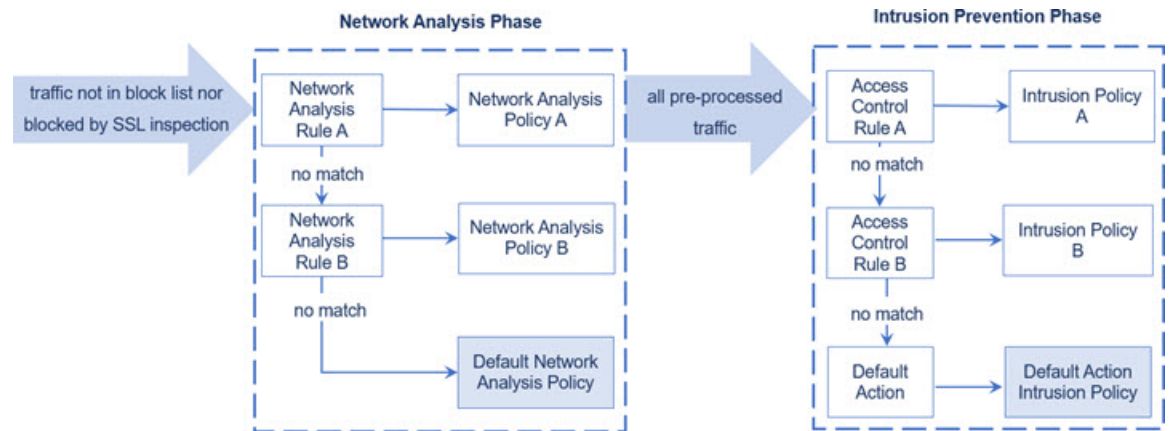 Network Analysis Phase
Intrusion Prevention Phase
traffic not in block list nor
blocked by SSL inspection
Network
Analysis
Rule A
Network Analysis
Policy A
no match
Network
Analysis
Rule B
Network Analysis
Policy B
no match
Default Network
Analysis Policy
all pre-processed
traffic
Access
Control
Rule A
Intrusion Policy
A
no match
Access
Control
Rule B
Intrusion Policy
B
no match
Default
Action
Default Action
Intrusion Policy